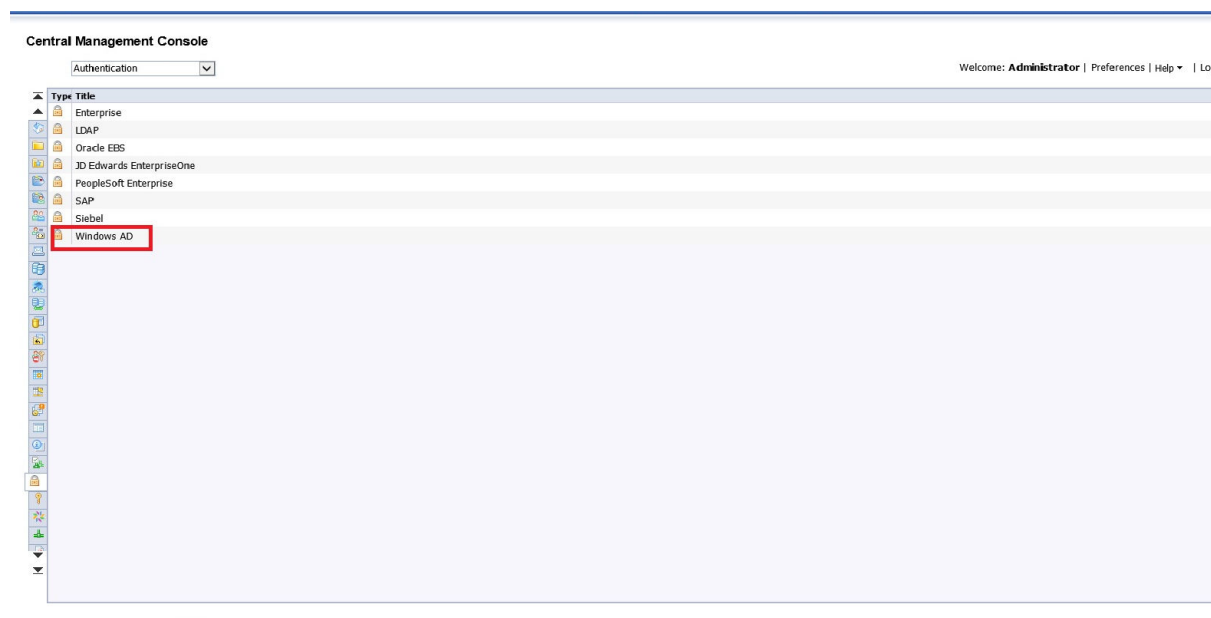 Central Management Console
Authentication
Welcome: Administrator | Preferences | Help | Lo
Type Title
Enterprise
LDAP
Oracle EBS
JD Edwards EnterpriseOne
PeopleSoft Enterprise
SAP
Siebel
Windows AD